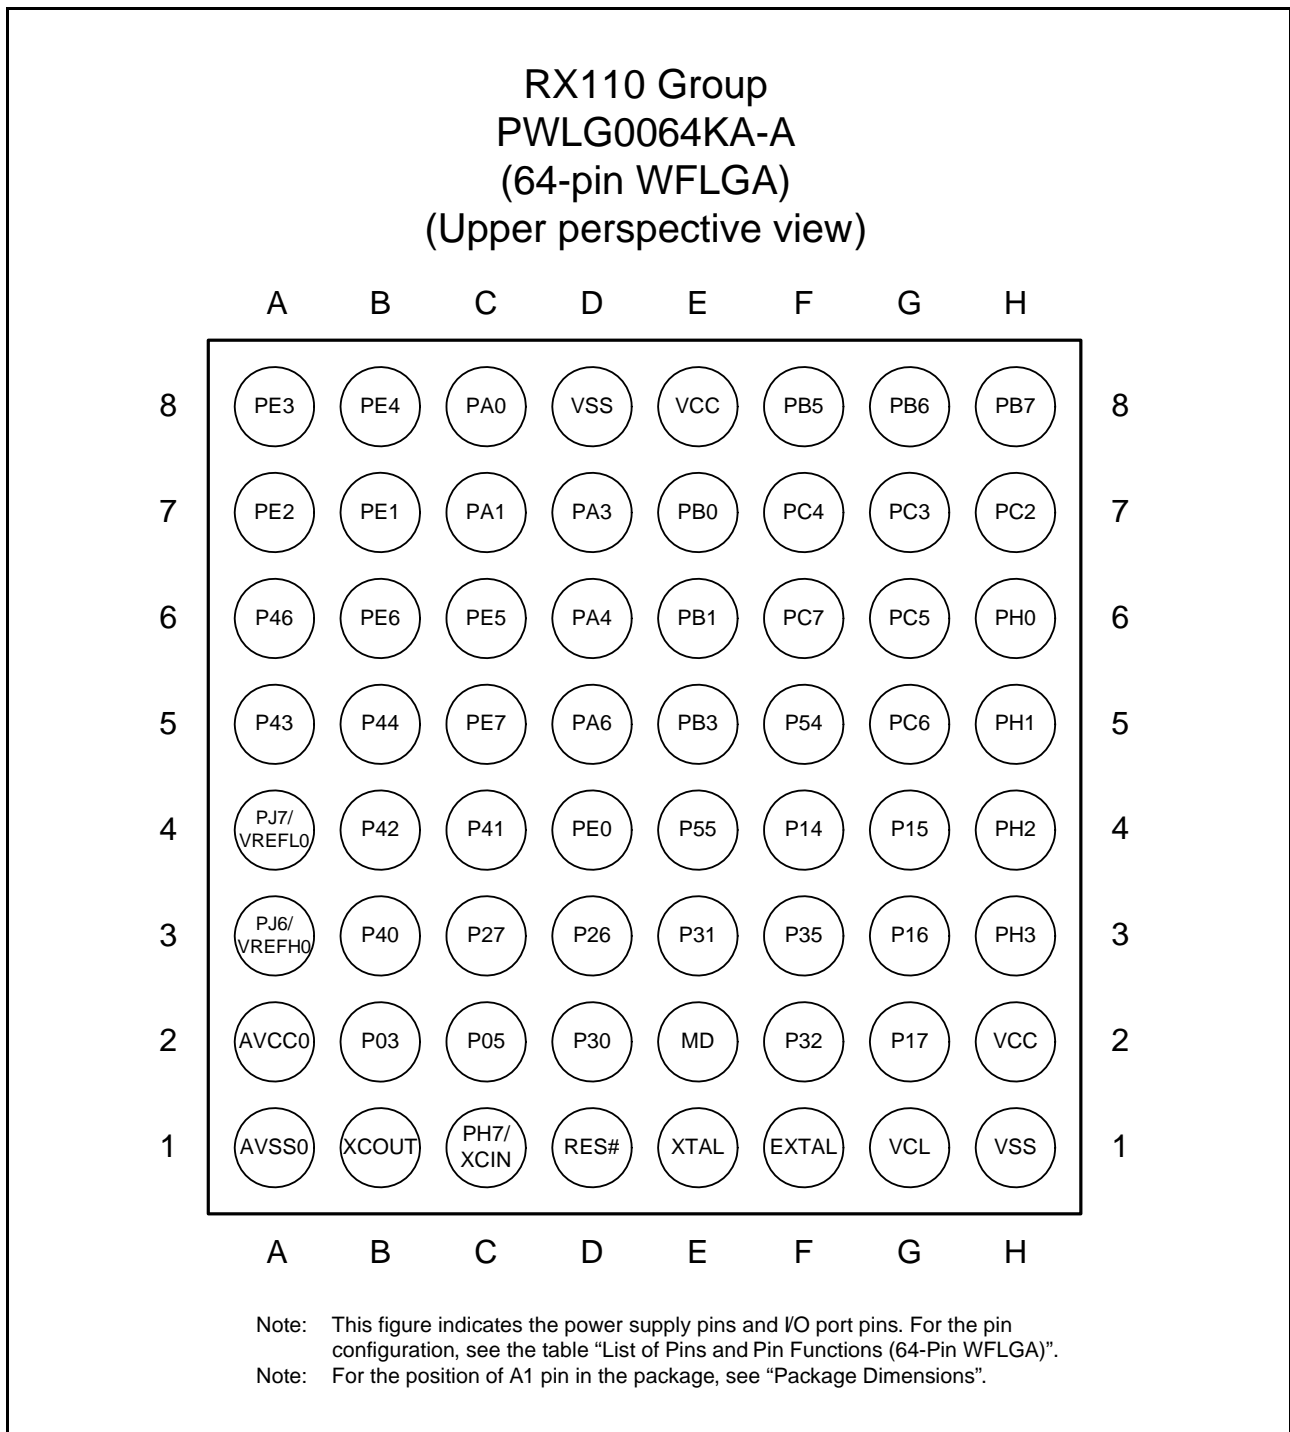 RX110 Group
PWLG0064KA-A
(64-pin WFLGA)
(Upper perspective view)
A B C D E F G H
8 PE3 PE4 PA0 VSS VCC PB5 PB6 PB7 8
7 PE2 PE1 PA1 PA3 PB0 PC4 PC3 PC2 7
6 P46 PE6 PE5 PA4 PB1 PC7 PC5 PH0 6
5 P43 P44 PE7 PA6 PB3 P54 PC6 PH1 5
4 PJ7/VREFL0 P42 P41 PE0 P55 P14 P15 PH2 4
3 PJ6/VREFH0 P40 P27 P26 P31 P35 P16 PH3 3
2 AVCC0 P03 P05 P30 MD P32 P17 VCC 2
1 AVSS0 XCOUT PH7/XCIN RES# XTAL EXTAL VCL VSS 1
A B C D E F G H
Note: This figure indicates the power supply pins and I/O port pins. For the pin
configuration, see the table “List of Pins and Pin Functions (64-Pin WFLGA)”.
Note: For the position of A1 pin in the package, see “Package Dimensions”.